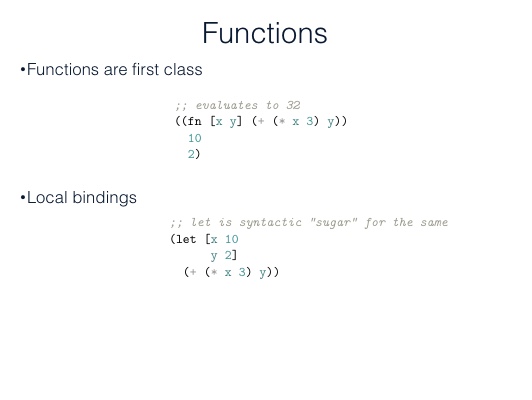 Functions
•Functions are first class
;; evaluates to 32
((fn [x y] (+ (* x 3) y))
10
2)
•Local bindings
;; let is syntactic "sugar" for the same
(let [x 10
y 2]
(+ (* x 3) y))